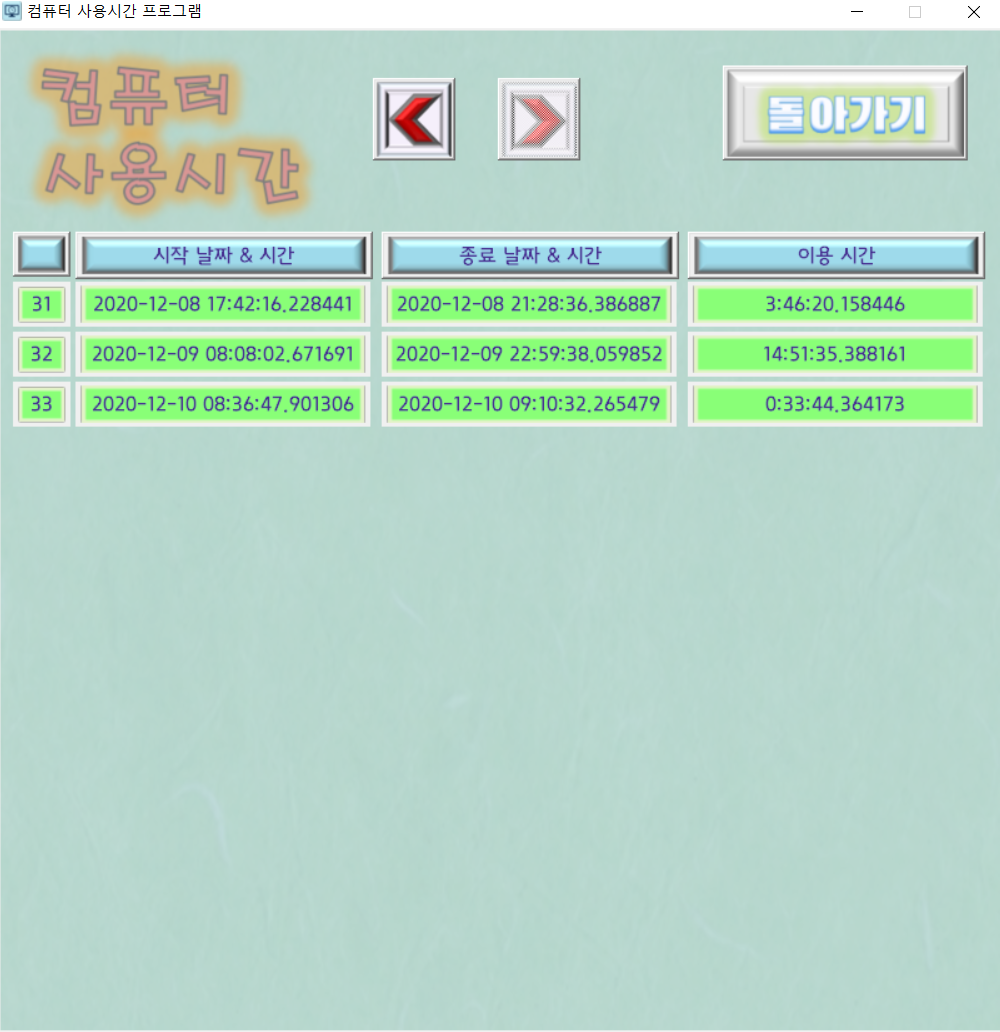 컴퓨터 사용시간 프로그램
컴퓨터
사용시간
돌아가기
시작 날짜 & 시간 종료 날짜 & 시간 이용 시간
31 2020-12-08 17:42:16.228441 2020-12-08 21:28:36.386887 3:46:20.158446
32 2020-12-09 08:08:02.671691 2020-12-09 22:59:38.059852 14:51:35.388161
33 2020-12-10 08:36:47.901306 2020-12-10 09:10:32.265479 0:33:44.364173